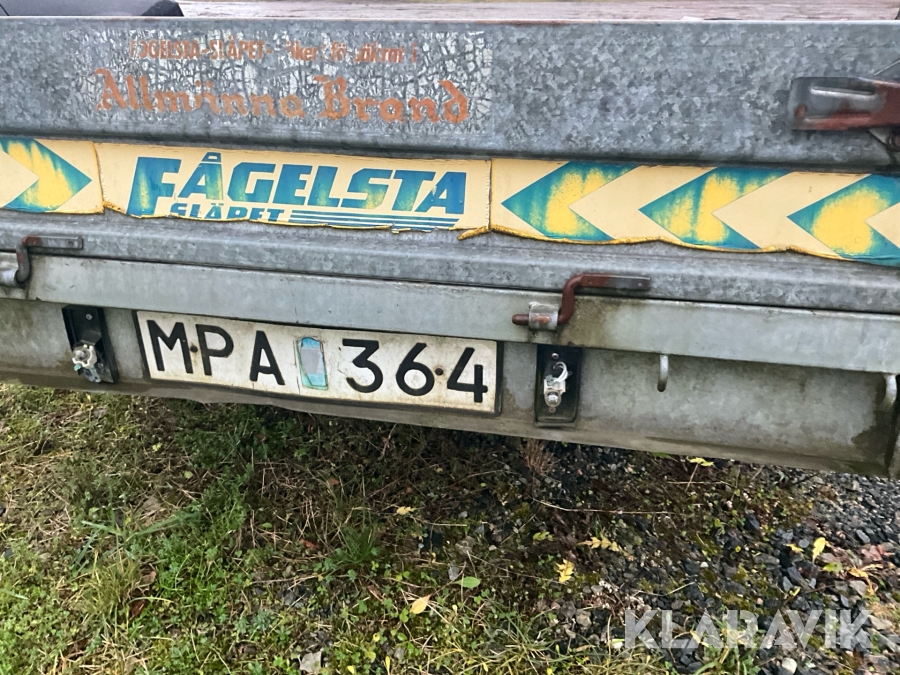 FÅGELSTA-SLÄPET
Allmänna Brand
FÅGELSTA
SLÄPET
MPA 364
KLARAVIK